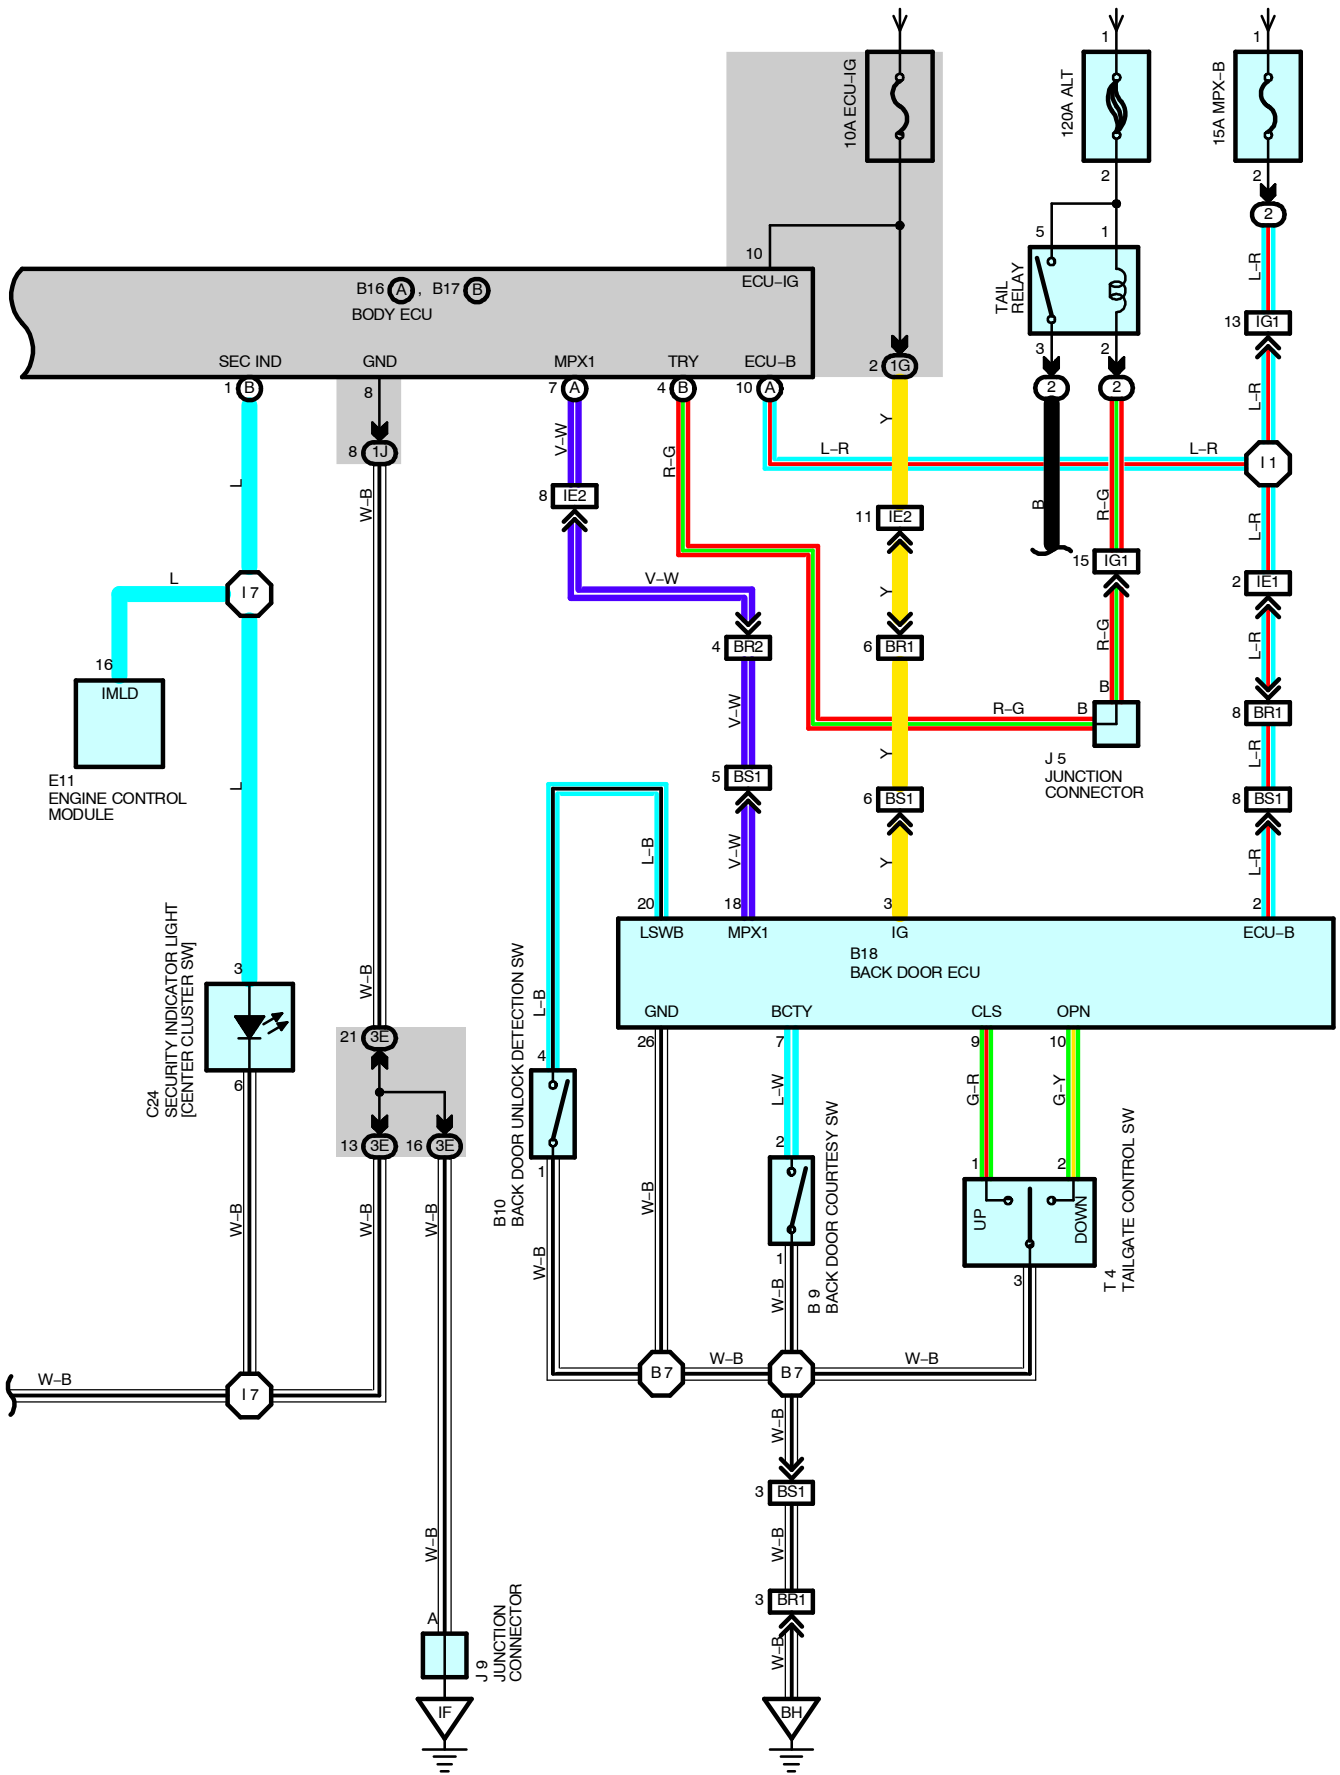 1
1
10A ECU-IG
120A ALT
15A MPX-B
2
2
2
5
1
10
ECU-IG
B16 A , B17 B
BODY ECU
TAIL
RELAY
L-R
13 IG1
SEC IND
GND
MPX1
TRY
ECU-B
2 1G
3
2
1 B
8
7 A
4 B
10 A
2
2
L-R
Y
V-W
R-G
L-R
L-R
I 1
8 1J
L
W-B
8 IE2
11 IE2
B
R-G
L-R
15 IG1
L
I 7
V-W
Y
2 IE1
16
IMLD
4 BR2
6 BR1
R-G
L-R
B
R-G
B
8 BR1
V-W
Y
L-R
J 5
JUNCTION
CONNECTOR
E11
ENGINE CONTROL
MODULE
L
5 BS1
6 BS1
8 BS1
L-B
V-W
Y
L-R
20
18
3
2
LSWB
MPX1
IG
ECU-B
B18
BACK DOOR ECU
C24
SECURITY INDICATOR LIGHT
[CENTER CLUSTER SW]
3
W-B
L-B
GND
BCTY
CLS
OPN
21 3E
26
7
9
10
4
B10
BACK DOOR UNLOCK DETECTION SW
6
L-W
G-R
G-Y
13 3E
16 3E
2
1
2
1
W-B
W-B
W-B
W-B
W-B
UP
DOWN
B 9
BACK DOOR COURTESY SW
T 4
TAILGATE CONTROL SW
1
3
W-B
W-B
I 7
B 7
W-B
B 7
W-B
W-B
3 BS1
W-B
W-B
3 BR1
A
J 9
JUNCTION
CONNECTOR
W-B
IF
BH